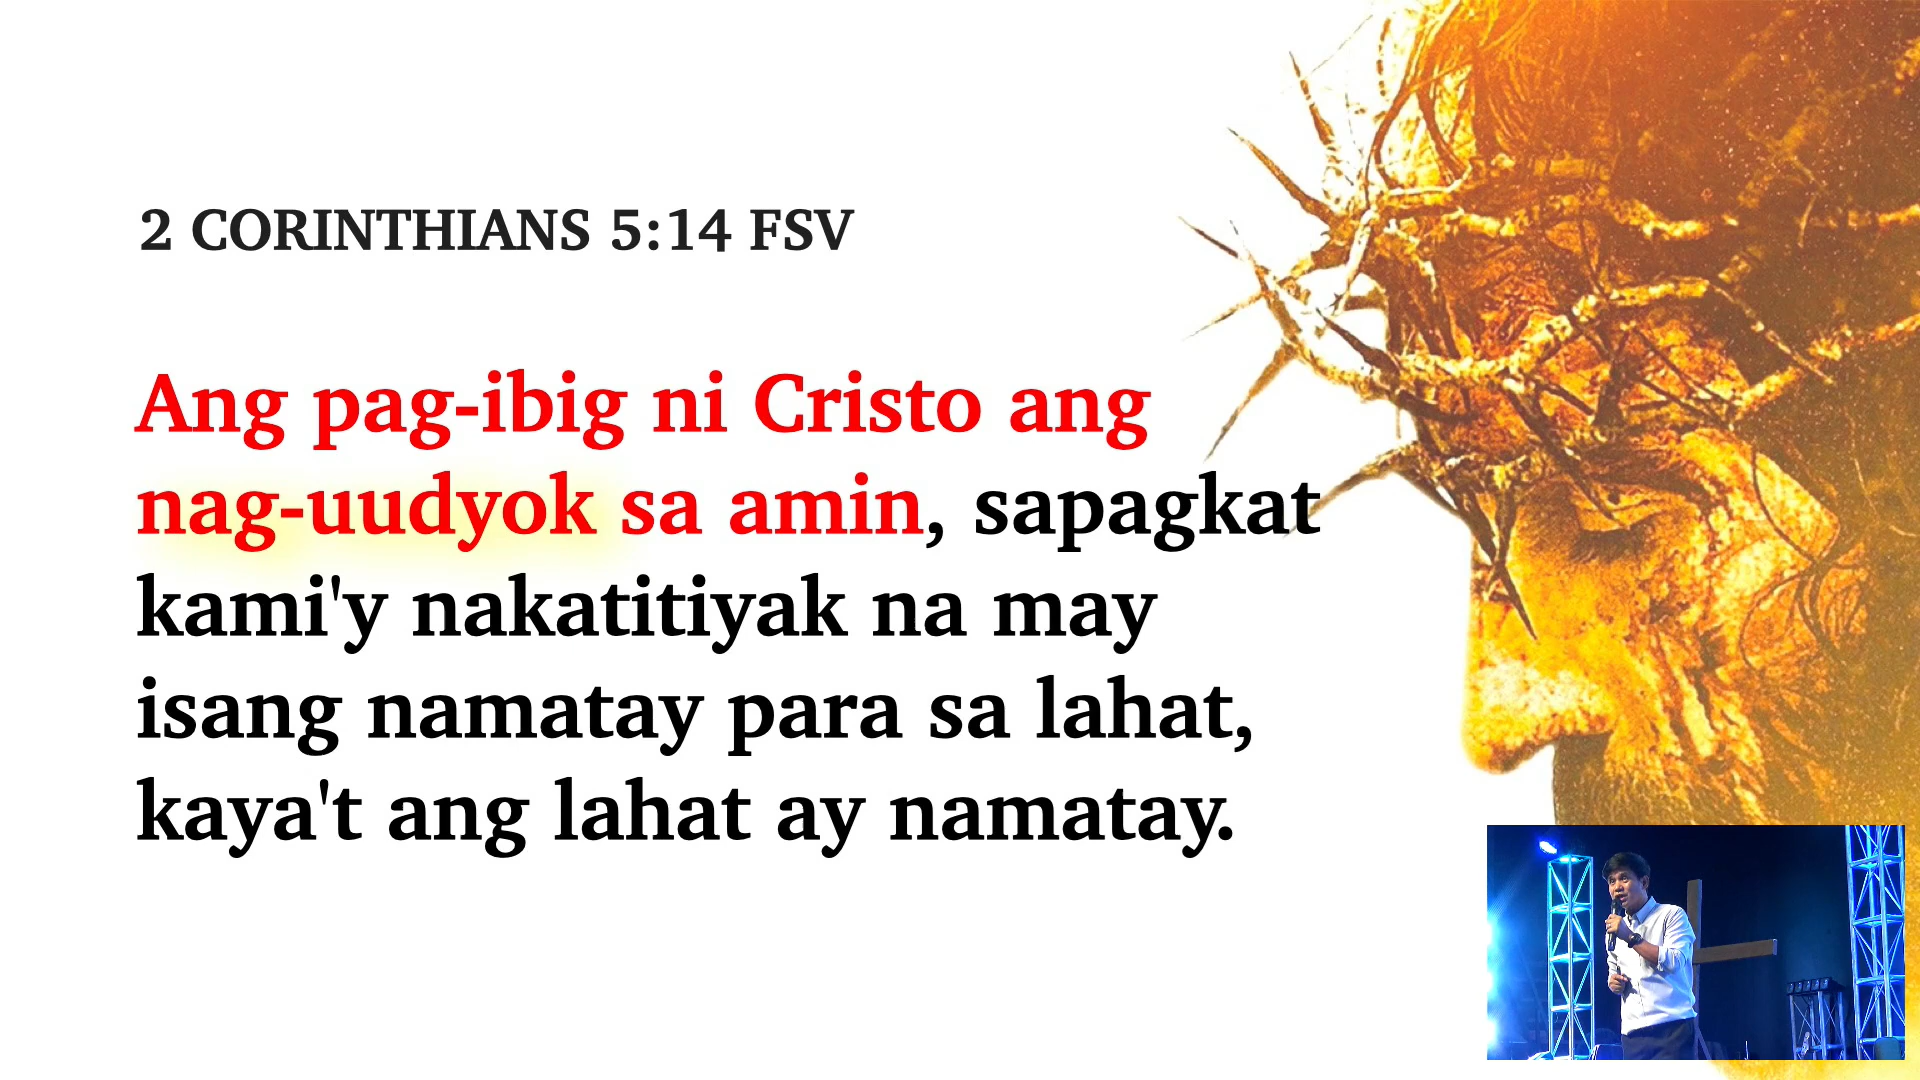 2 CORINTHIANS 5:14 FSV
Ang pag-ibig ni Cristo ang
nag-uudyok sa amin, sapagkat
kami'y nakatitiyak na may
isang namatay para sa lahat,
kaya't ang lahat ay namatay.